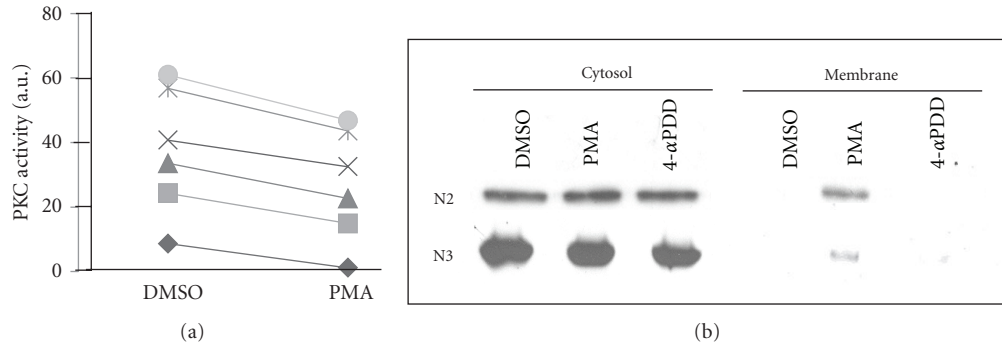 80
60
40
20
0
PKC activity (a.u.)
DMSO PMA
(a)
Cytosol Membrane
DMSO PMA 4-αPDD DMSO PMA 4-αPDD
N2
N3
(b)